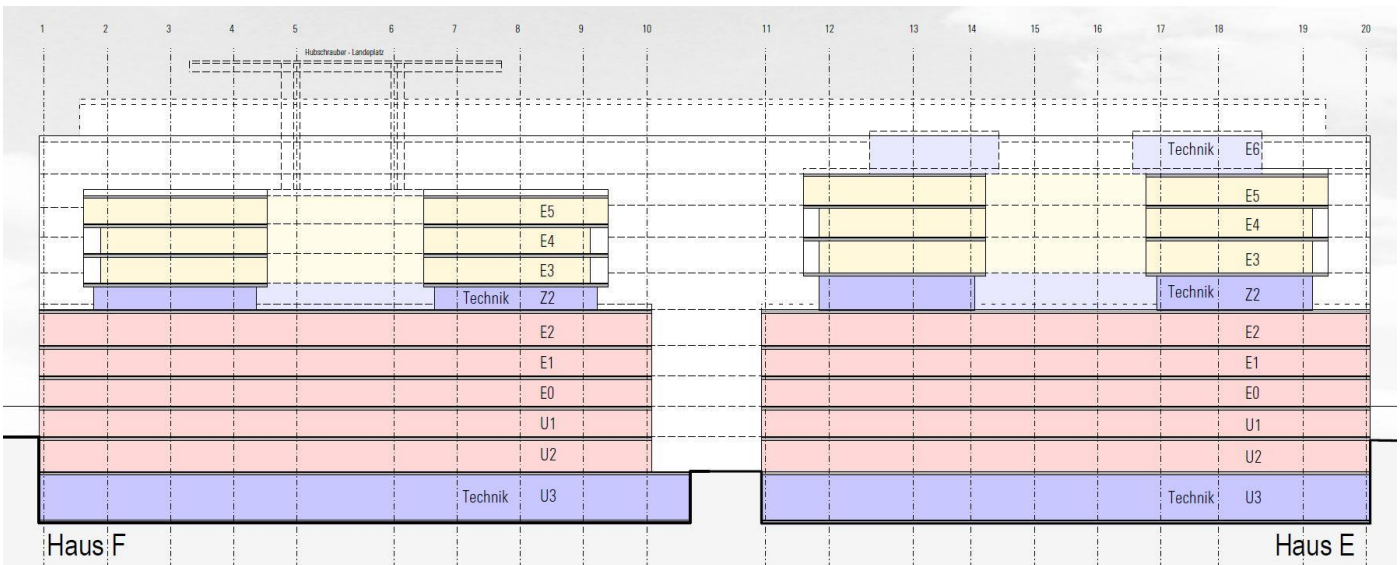 1 2 3 4 5 6 7 8 9 10 11 12 13 14 15 16 17 18 19 20
Hubschrauber - Landeplatz
Technik E6
E5 E5
E4 E4
E3 E3
Technik Z2 Technik Z2
E2 E2
E1 E1
E0 E0
U1 U1
U2 U2
Technik U3 Technik U3
Haus F Haus E